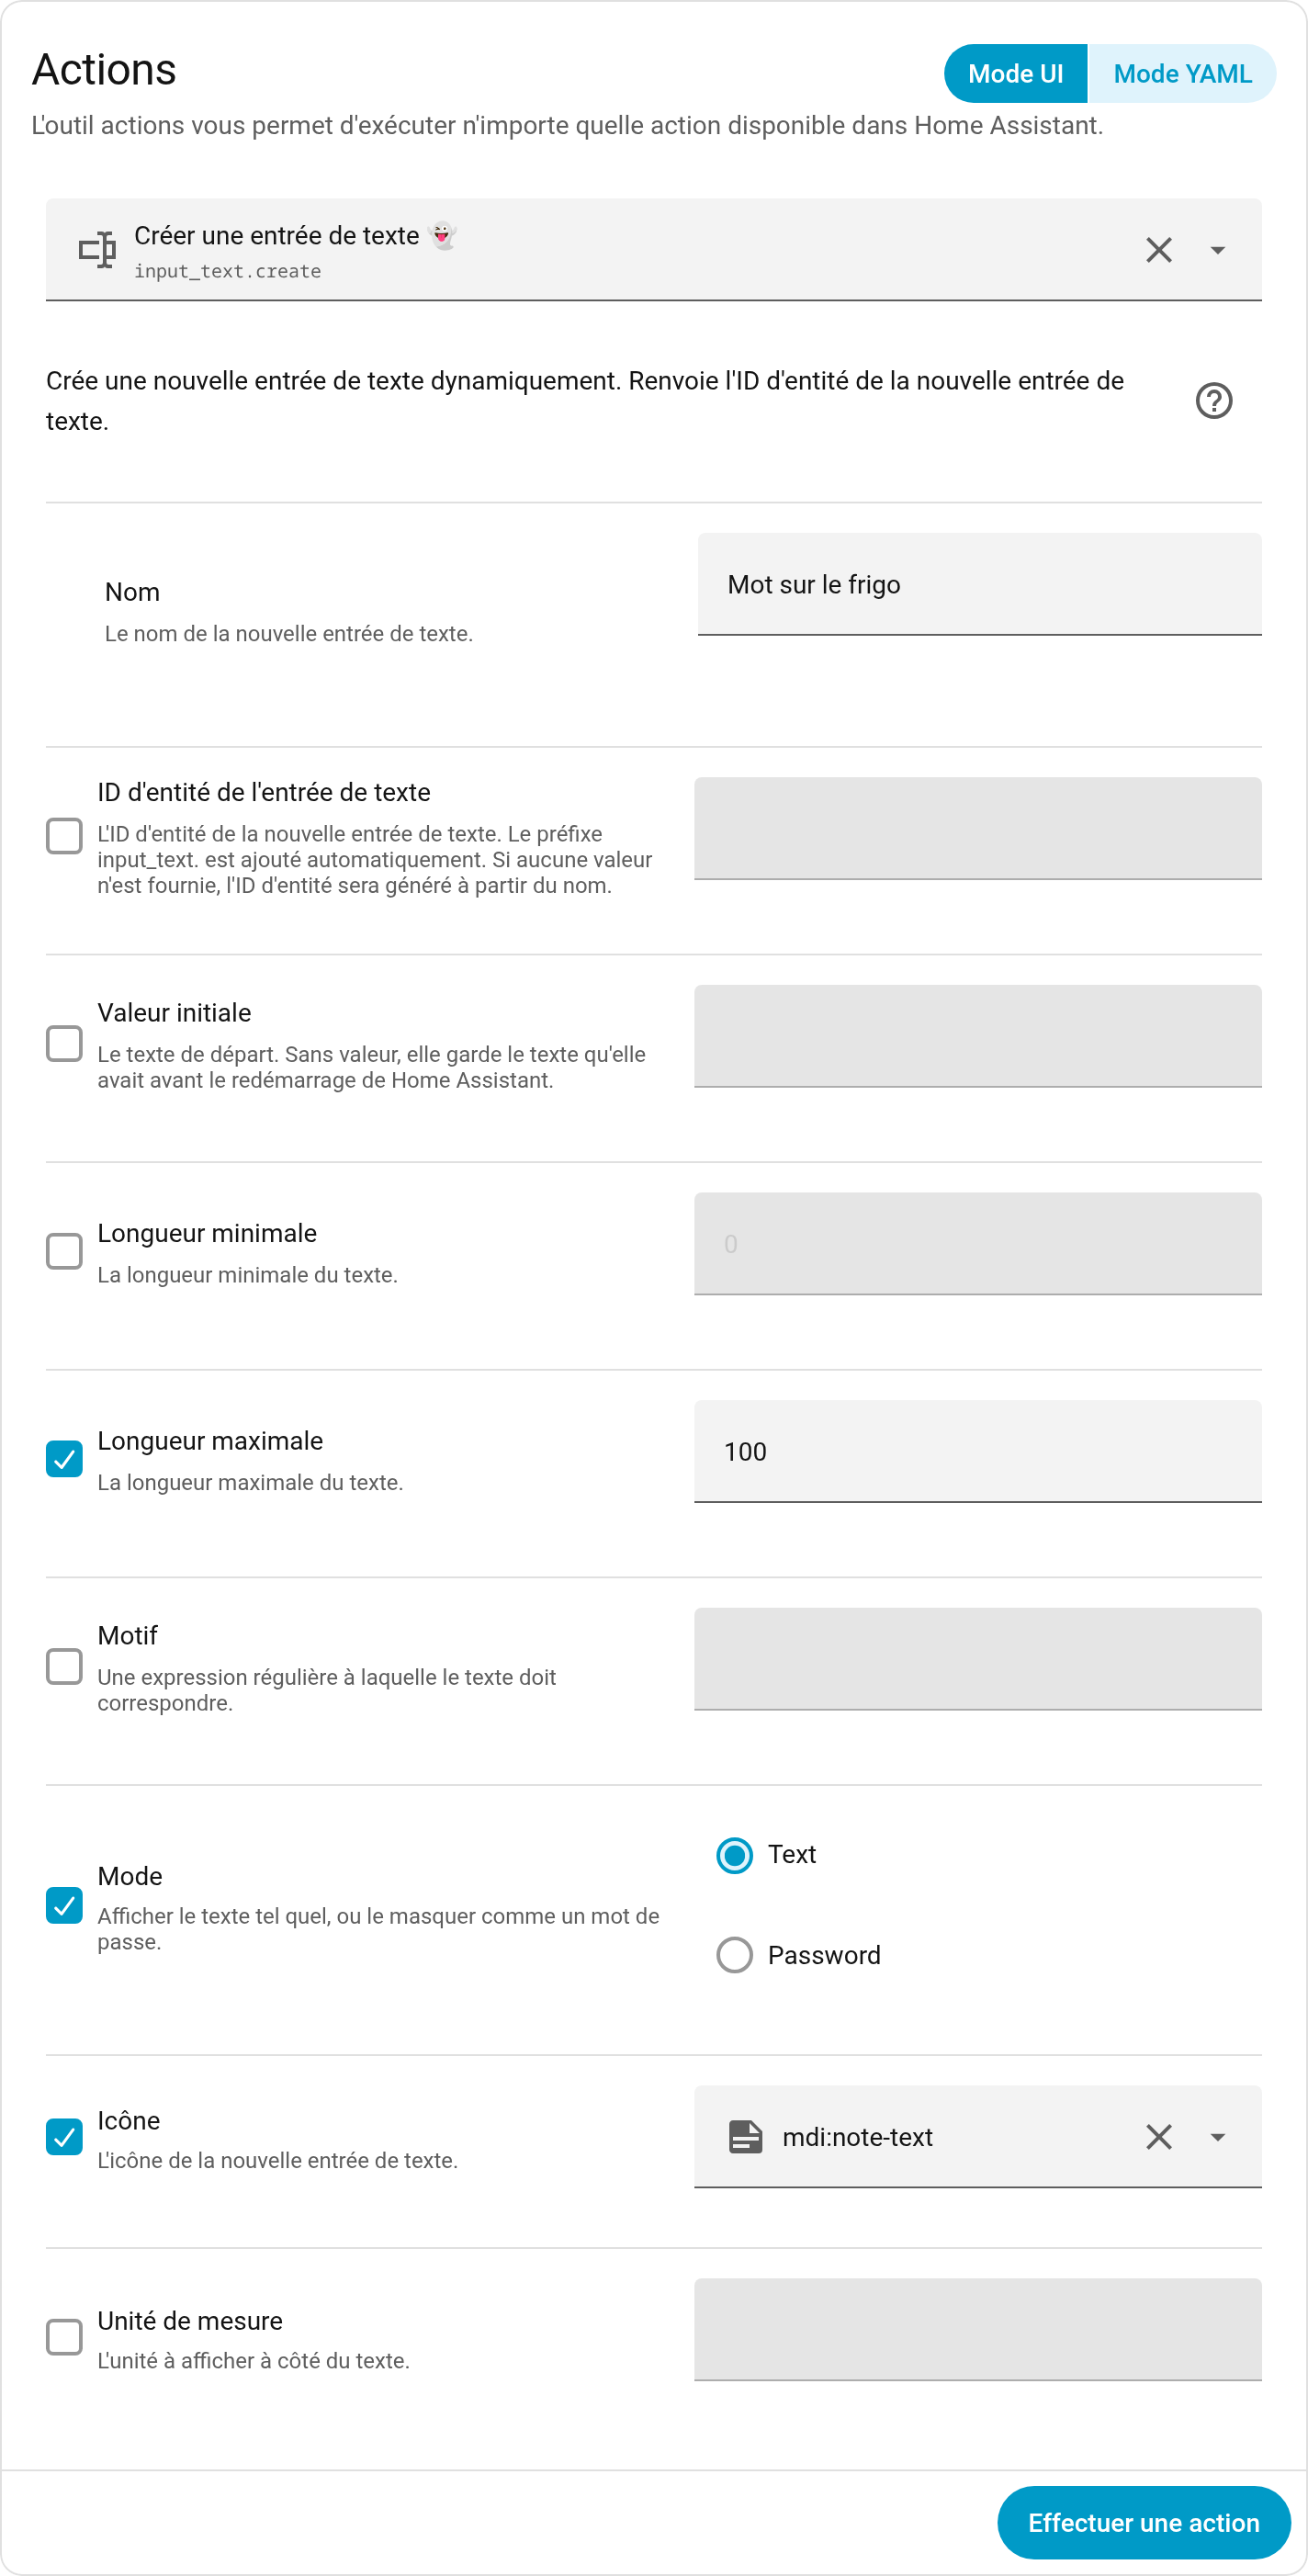 Actions
Mode UI
Mode YAML
L'outil actions vous permet d'exécuter n'importe quelle action disponible dans Home Assistant.
Créer une entrée de texte 👻
input_text.create
Crée une nouvelle entrée de texte dynamiquement. Renvoie l'ID d'entité de la nouvelle entrée de
texte.
Nom
Le nom de la nouvelle entrée de texte.
Mot sur le frigo
ID d'entité de l'entrée de texte
L'ID d'entité de la nouvelle entrée de texte. Le préfixe
input_text. est ajouté automatiquement. Si aucune valeur
n'est fournie, l'ID d'entité sera généré à partir du nom.
Valeur initiale
Le texte de départ. Sans valeur, elle garde le texte qu'elle
avait avant le redémarrage de Home Assistant.
Longueur minimale
La longueur minimale du texte.
0
Longueur maximale
La longueur maximale du texte.
100
Motif
Une expression régulière à laquelle le texte doit
correspondre.
Mode
Afficher le texte tel quel, ou le masquer comme un mot de
passe.
Text
Password
Icône
L'icône de la nouvelle entrée de texte.
mdi:note-text
Unité de mesure
L'unité à afficher à côté du texte.
Effectuer une action